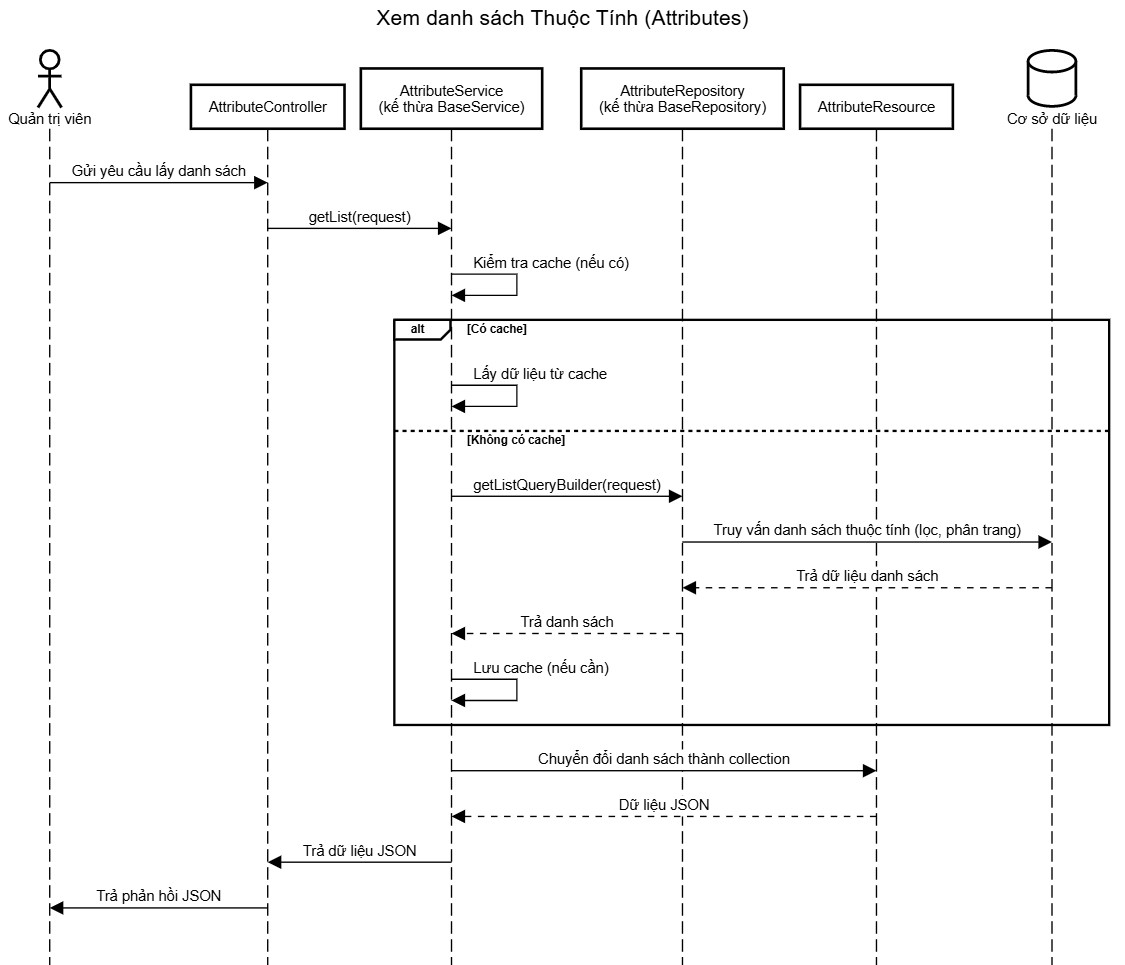 Xem danh sách Thuộc Tính (Attributes)
Quản trị viên
AttributeController
AttributeService
(kế thừa BaseService)
AttributeRepository
(kế thừa BaseRepository)
AttributeResource
Cơ sở dữ liệu
Gửi yêu cầu lấy danh sách
getList(request)
Kiểm tra cache (nếu có)
alt
[Có cache]
Lấy dữ liệu từ cache
[Không có cache]
getListQueryBuilder(request)
Truy vấn danh sách thuộc tính (lọc, phân trang)
Trả dữ liệu danh sách
Trả danh sách
Lưu cache (nếu cần)
Chuyển đổi danh sách thành collection
Dữ liệu JSON
Trả dữ liệu JSON
Trả phản hồi JSON